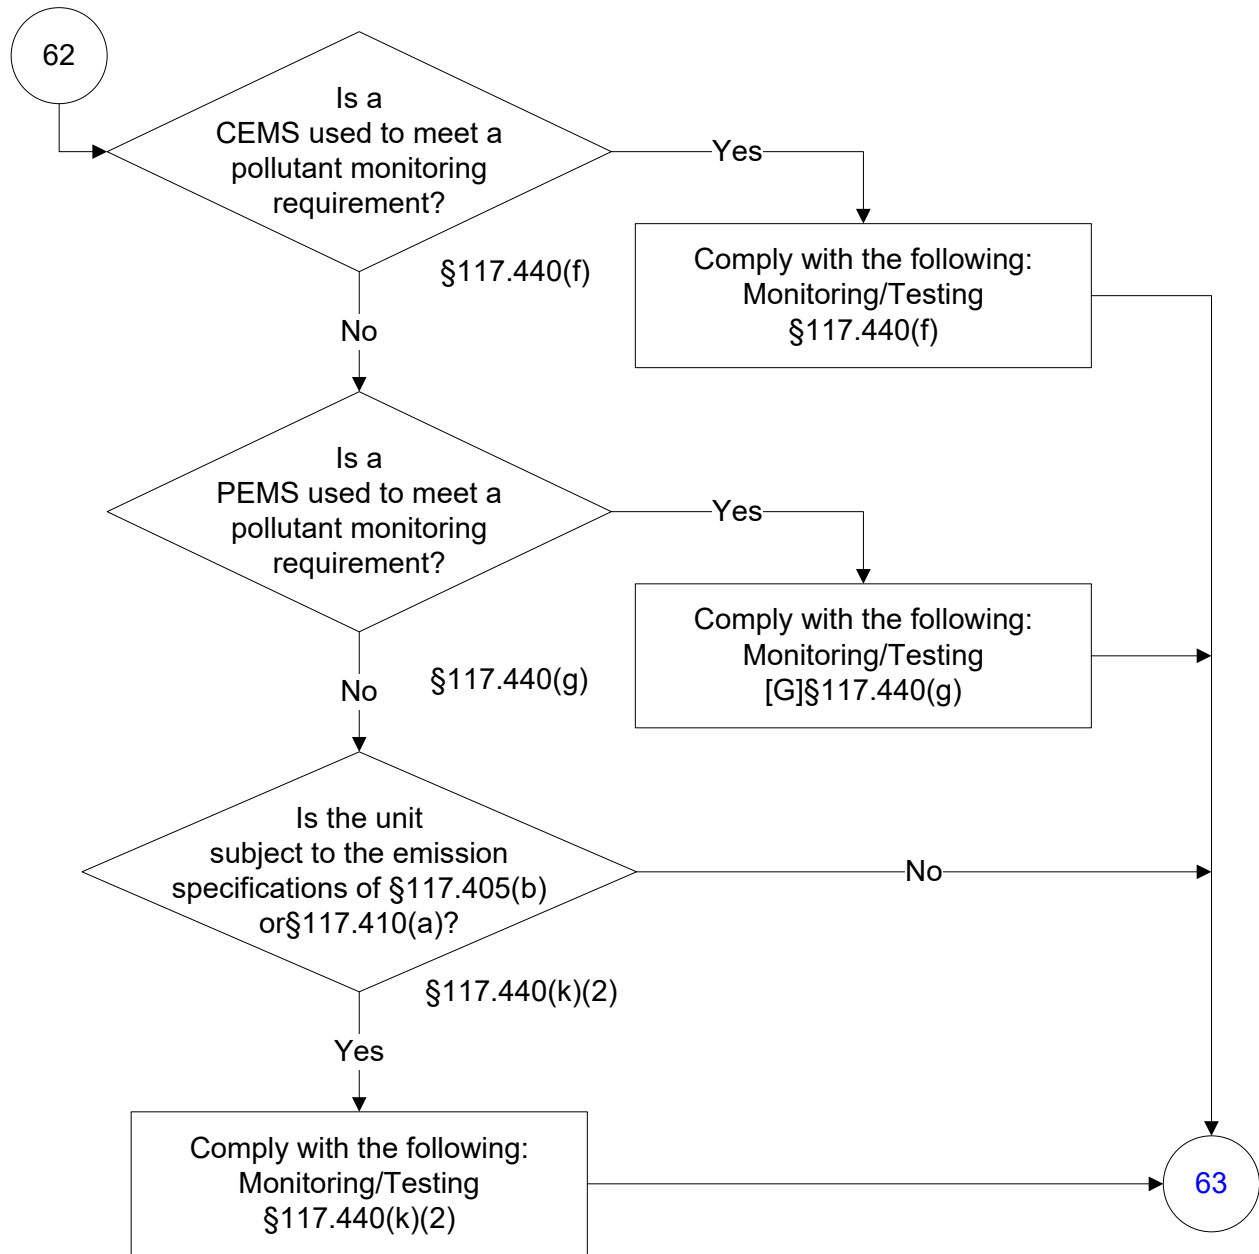 62
Is a
CEMS used to meet a
pollutant monitoring
requirement?
Yes
§117.440(f)
Comply with the following:
Monitoring/Testing
§117.440(f)
No
Is a
PEMS used to meet a
pollutant monitoring
requirement?
Yes
§117.440(g)
Comply with the following:
Monitoring/Testing
[G]§117.440(g)
No
Is the unit
subject to the emission
specifications of §117.405(b)
or§117.410(a)?
No
§117.440(k)(2)
Yes
Comply with the following:
Monitoring/Testing
§117.440(k)(2)
63